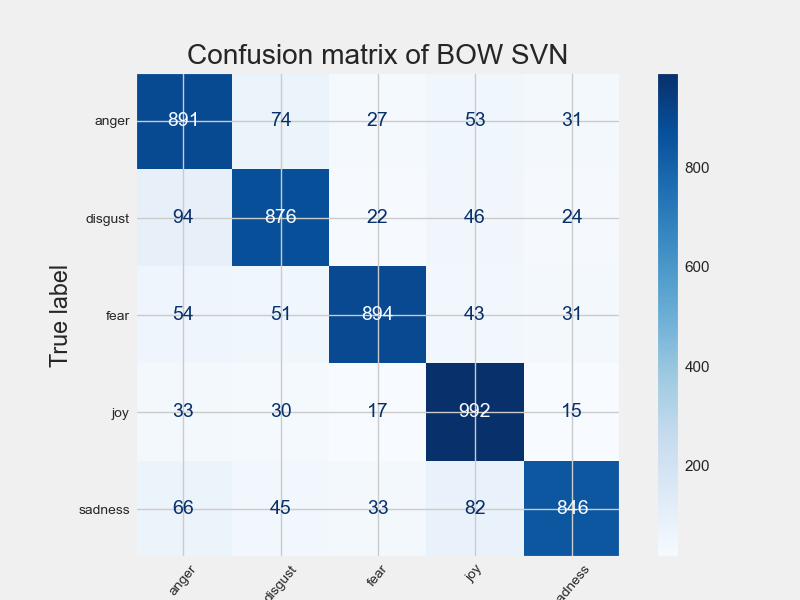 Confusion matrix of BOW SVN
anger 891 74 27 53 31
disgust 94 876 22 46 24
fear 54 51 894 43 31
joy 33 30 17 992 15
sadness 66 45 33 82 846
anger disgust fear joy adness
True label
800
600
400
200